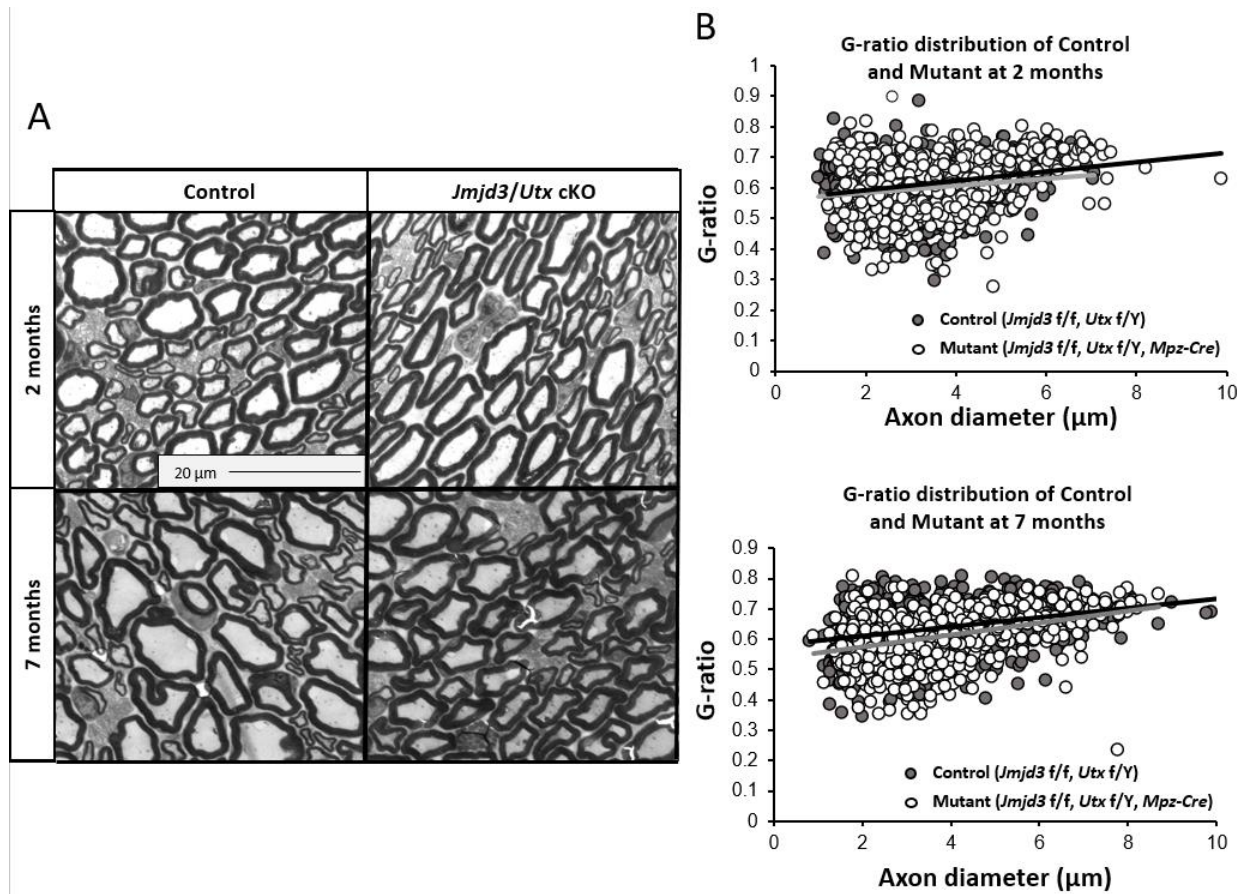 A
Control
Jmjd3/Utx cKO
2 months
20 µm
7 months
B
G-ratio distribution of Control
and Mutant at 2 months
G-ratio
1
0.9
0.8
0.7
0.6
0.5
0.4
0.3
0.2
0.1
0
Control (Jmjd3 f/f, Utx f/Y)
Mutant (Jmjd3 f/f, Utx f/Y, Mpz-Cre)
0 2 4 6 8 10
Axon diameter (µm)
G-ratio distribution of Control
and Mutant at 7 months
G-ratio
0.9
0.8
0.7
0.6
0.5
0.4
0.3
0.2
0.1
0
Control (Jmjd3 f/f, Utx f/Y)
Mutant (Jmjd3 f/f, Utx f/Y, Mpz-Cre)
0 2 4 6 8 10
Axon diameter (µm)